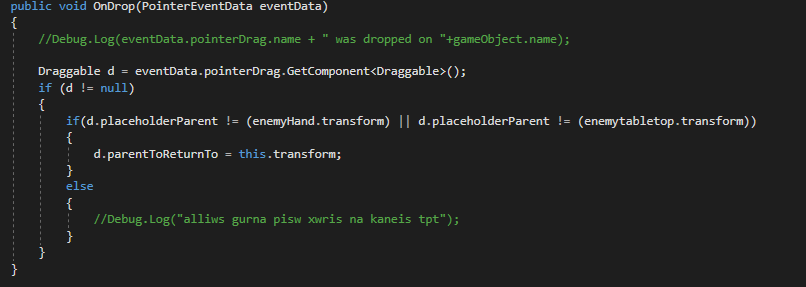 public void OnDrop(PointerEventData eventData)
{
//Debug.Log(eventData.pointerDrag.name + " was dropped on "+gameObject.name);
Draggable d = eventData.pointerDrag.GetComponent<Draggable>();
if (d != null)
{
if(d.placeholderParent != (enemyHand.transform) || d.placeholderParent != (enemytabletop.transform))
{
d.parentToReturnTo = this.transform;
}
else
{
//Debug.Log("alliws gurna pisw xwris na kaneis tpt");
}
}
}